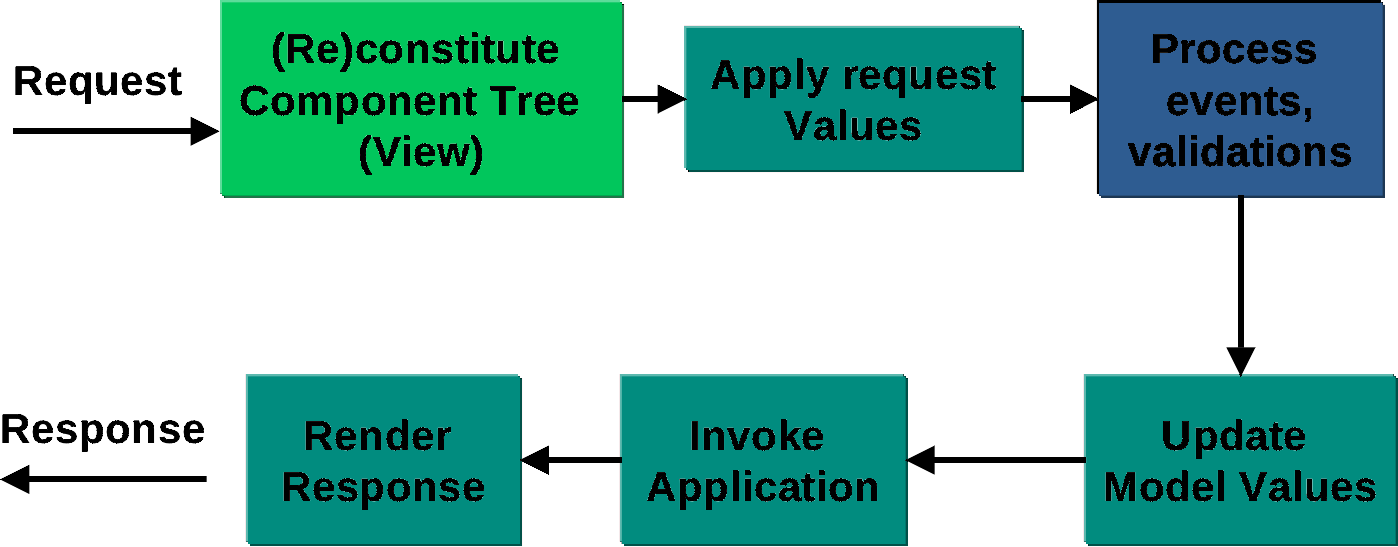 Request
(Re)constitute
Component Tree
(View)
Apply request
Values
Process
events,
validations
Response
Render
Response
Invoke
Application
Update
Model Values